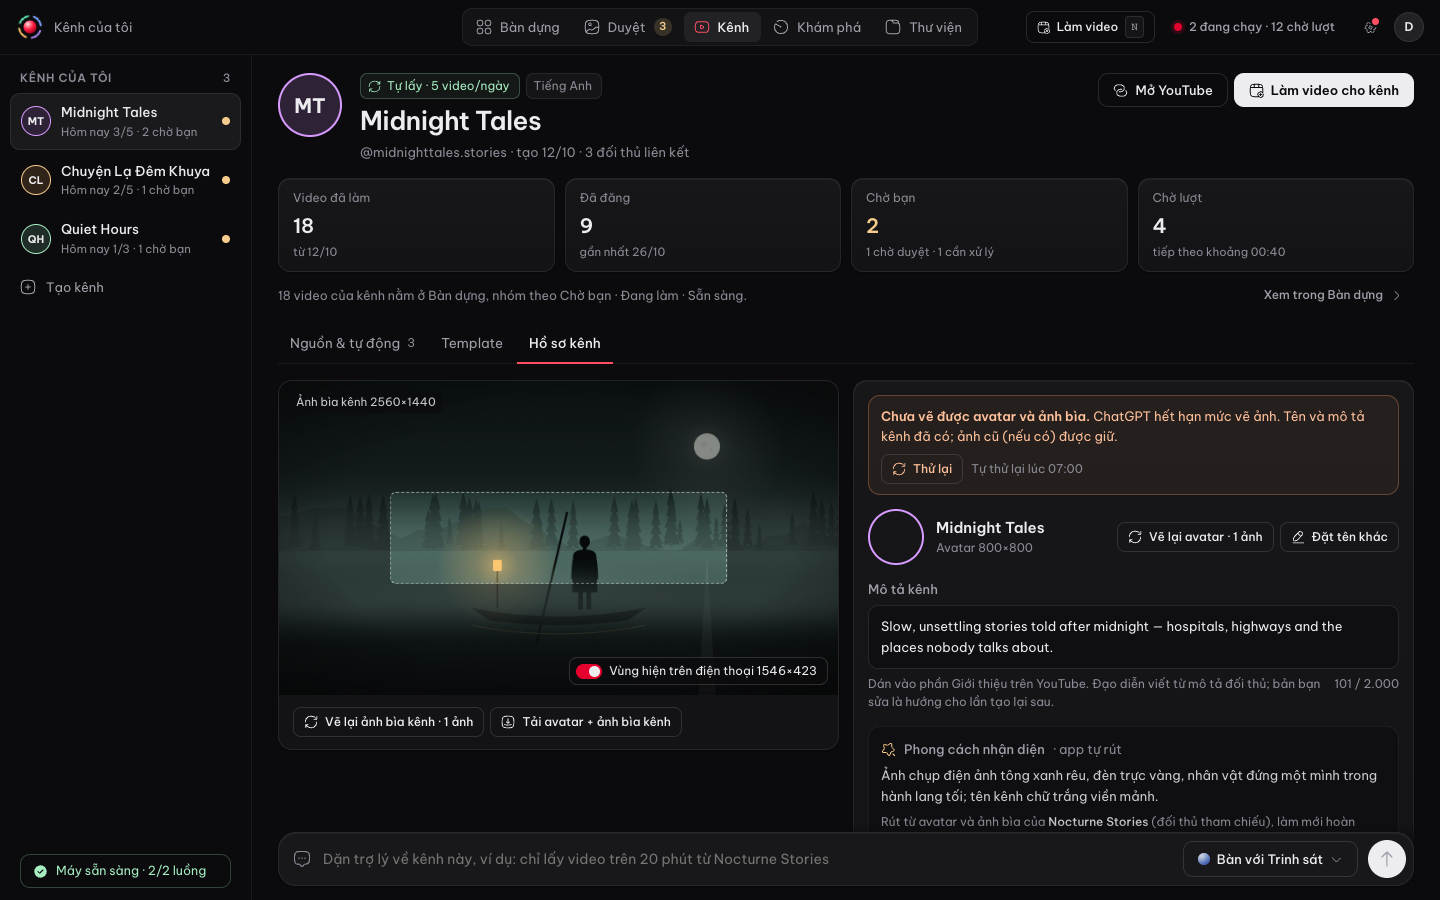 Kênh của tôi
Bàn dựng
Duyệt 3
Kênh
Khám phá
Thư viện
Làm video N
2 đang chạy · 12 chờ lượt
D
KÊNH CỦA TÔI 3
MT
Midnight Tales
Hôm nay 3/5 · 2 chờ bạn
CL
Chuyện Lạ Đêm Khuya
Hôm nay 2/5 · 1 chờ bạn
QH
Quiet Hours
Hôm nay 1/3 · 1 chờ bạn
Tạo kênh
Máy sẵn sàng · 2/2 luồng
MT
Tự lấy · 5 video/ngày
Tiếng Anh
Midnight Tales
@midnighttales.stories · tạo 12/10 · 3 đối thủ liên kết
Mở YouTube
Làm video cho kênh
Video đã làm
18
từ 12/10
Đã đăng
9
gần nhất 26/10
Chờ bạn
2
1 chờ duyệt · 1 cần xử lý
Chờ lượt
4
tiếp theo khoảng 00:40
18 video của kênh nằm ở Bàn dựng, nhóm theo Chờ bạn · Đang làm · Sẵn sàng.
Xem trong Bàn dựng
Nguồn & tự động 3
Template
Hồ sơ kênh
Ảnh bìa kênh 2560×1440
Vùng hiện trên điện thoại 1546×423
Vẽ lại ảnh bìa kênh · 1 ảnh
Tải avatar + ảnh bìa kênh
Chưa vẽ được avatar và ảnh bìa. ChatGPT hết hạn mức vẽ ảnh. Tên và mô tả
kênh đã có; ảnh cũ (nếu có) được giữ.
Thử lại
Tự thử lại lúc 07:00
Midnight Tales
Avatar 800×800
Vẽ lại avatar · 1 ảnh
Đặt tên khác
Mô tả kênh
Slow, unsettling stories told after midnight — hospitals, highways and the
places nobody talks about.
Dán vào phần Giới thiệu trên YouTube. Đạo diễn viết từ mô tả đối thủ; bản bạn
sửa là hướng cho lần tạo lại sau.
101 / 2.000
Phong cách nhận diện · app tự rút
Ảnh chụp điện ảnh tông xanh rêu, đèn trực vàng, nhân vật đứng một mình trong
hành lang tối; tên kênh chữ trắng viền mảnh.
Rút từ avatar và ảnh bìa của Nocturne Stories (đối thủ tham chiếu), làm mới hoàn
Dặn trợ lý về kênh này, ví dụ: chỉ lấy video trên 20 phút từ Nocturne Stories
Bàn với Trinh sát